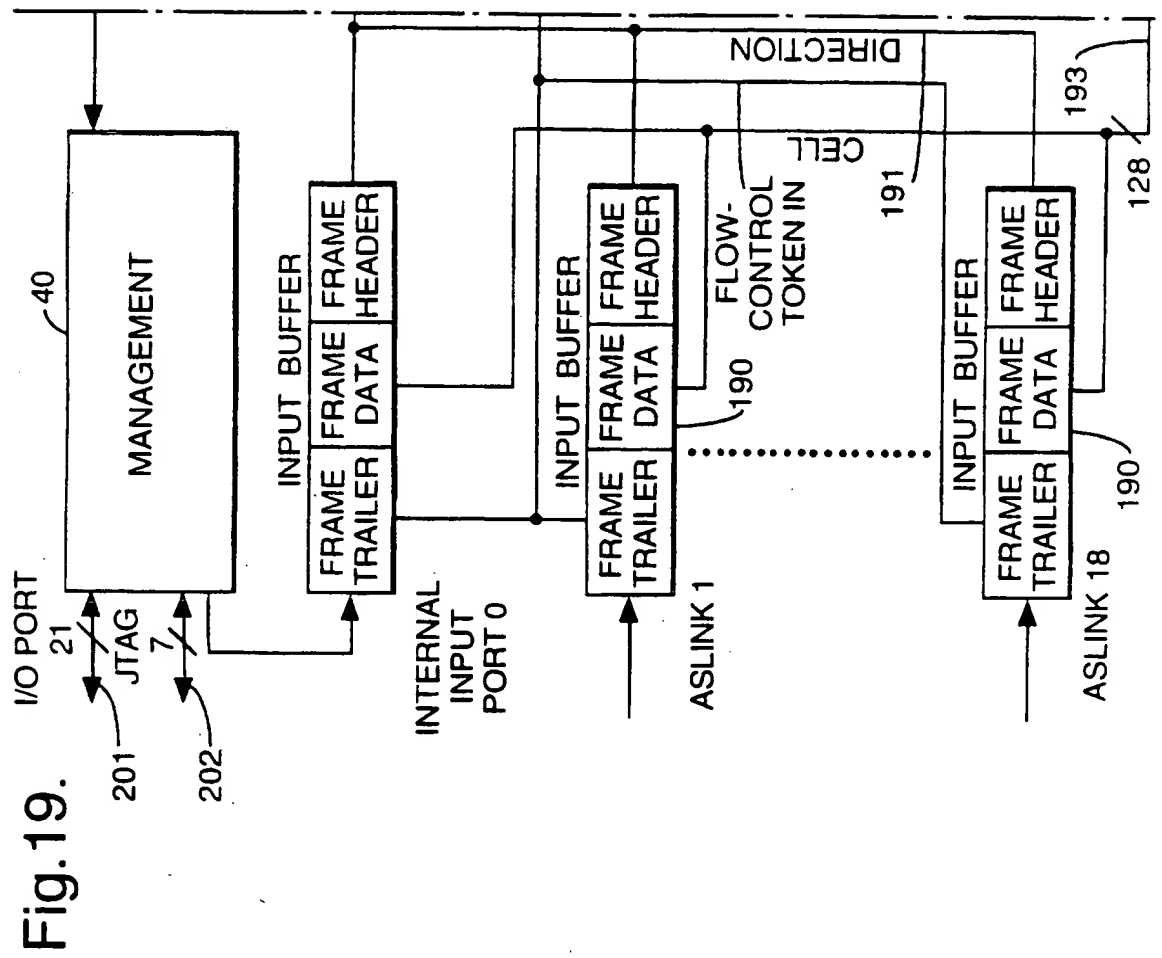 Fig.19.
I/O PORT
21
JTAG
7
201
202
40
MANAGEMENT
INPUT BUFFER
FRAME
TRAILER
FRAME
DATA
FRAME
HEADER
INTERNAL
INPUT
PORT 0
INPUT BUFFER
FRAME
TRAILER
FRAME
DATA
FRAME
HEADER
190
ASLINK 1
INPUT BUFFER
FRAME
TRAILER
FRAME
DATA
FRAME
HEADER
190
ASLINK 18
DIRECTION
CELL
FLOW-
CONTROL
TOKEN IN
191
128
193